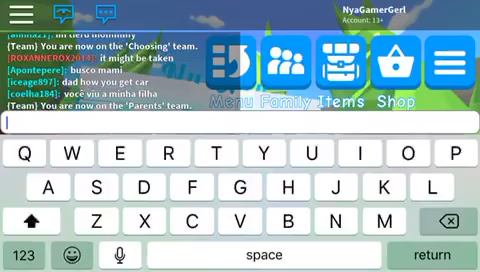 NyaGamerGerl
Account: 13+
{Team} You are now on the 'Choosing' team.
[ROXANNEROX2014]: it might be taken
[Apontepere]: busco mami
[iceage897]: dad how you get car
[coelha184]: você viu a minha filha
{Team} You are now on the 'Parents' team.
Menu Family Items Shop
Q W E R T Y U I O P
A S D F G H J K L
Z X C V B N M
123 space return